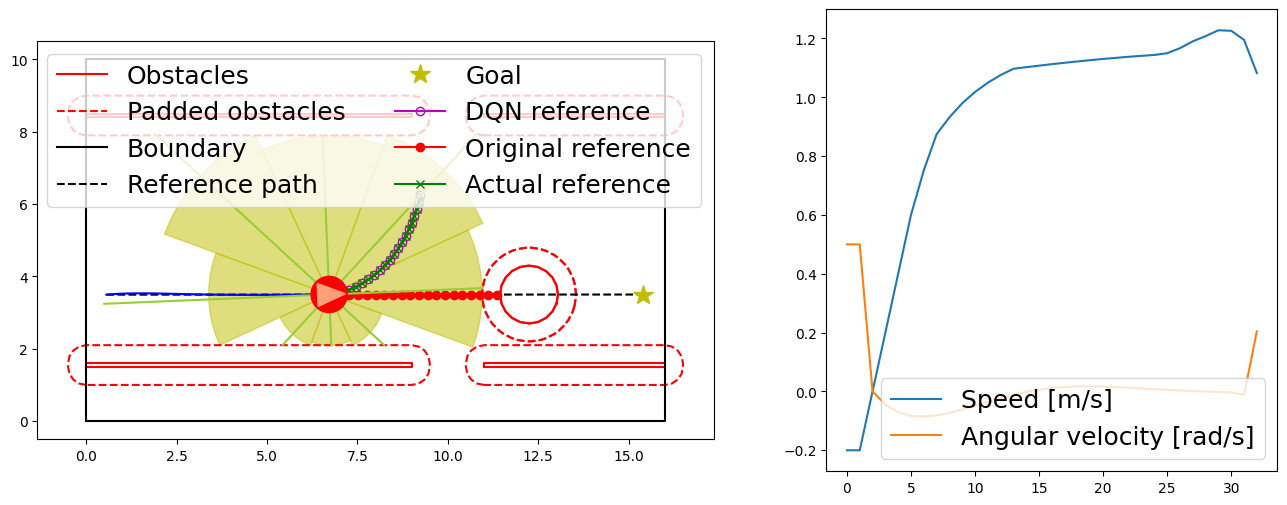 Obstacles
Padded obstacles
Boundary
Reference path
Goal
DQN reference
Original reference
Actual reference
10
8
6
4
2
0
0.0 2.5 5.0 7.5 10.0 12.5 15.0
1.2
1.0
0.8
0.6
0.4
0.2
0.0
−0.2
Speed [m/s]
Angular velocity [rad/s]
0 5 10 15 20 25 30